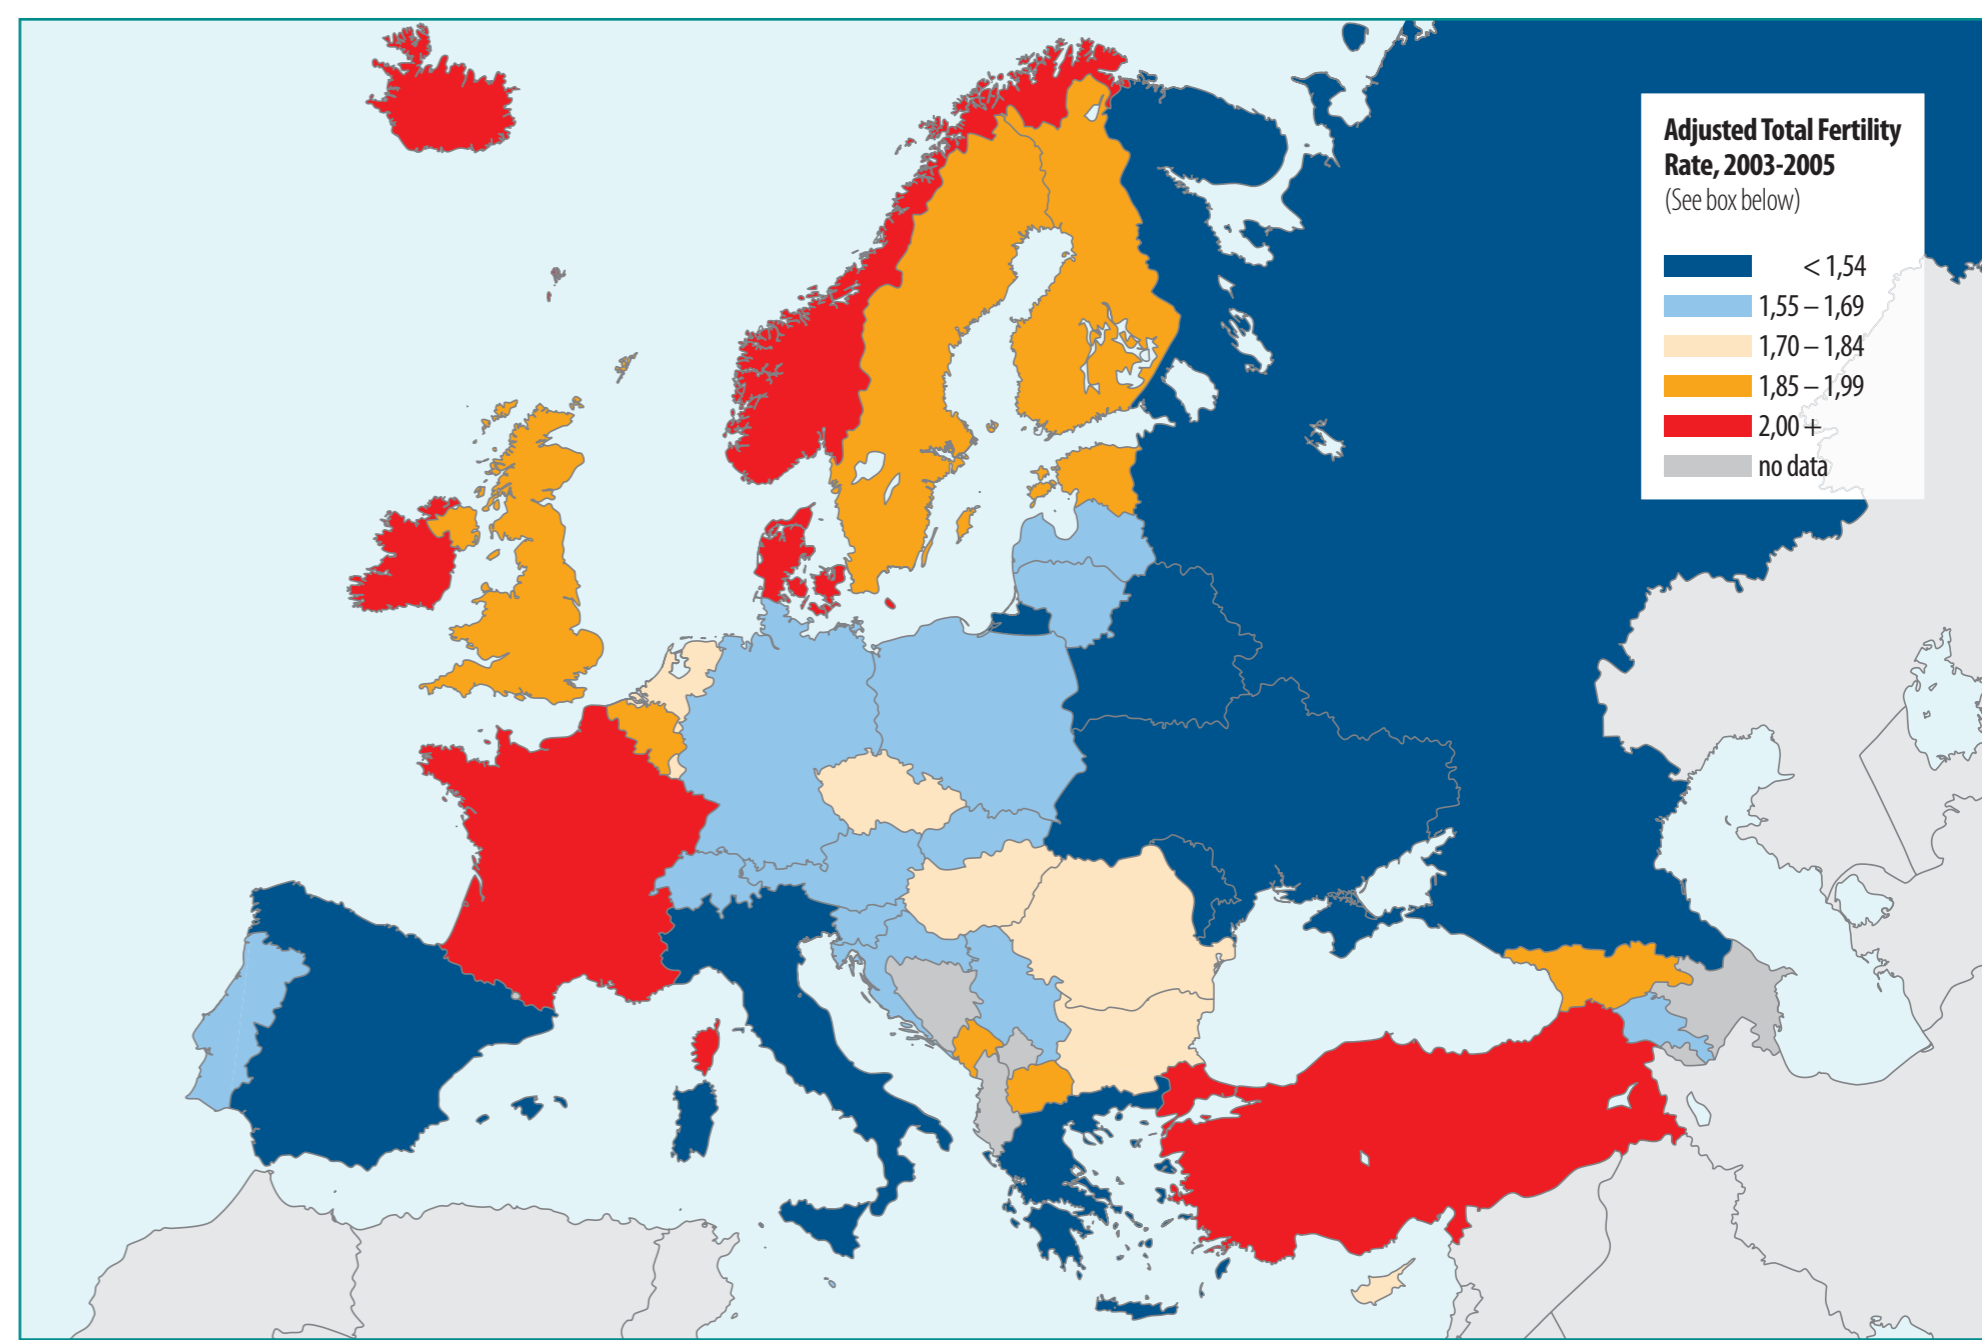 Adjusted Total Fertility
Rate, 2003-2005
(See box below)
< 1,54
1,55 – 1,69
1,70 – 1,84
1,85 – 1,99
2,00 +
no data